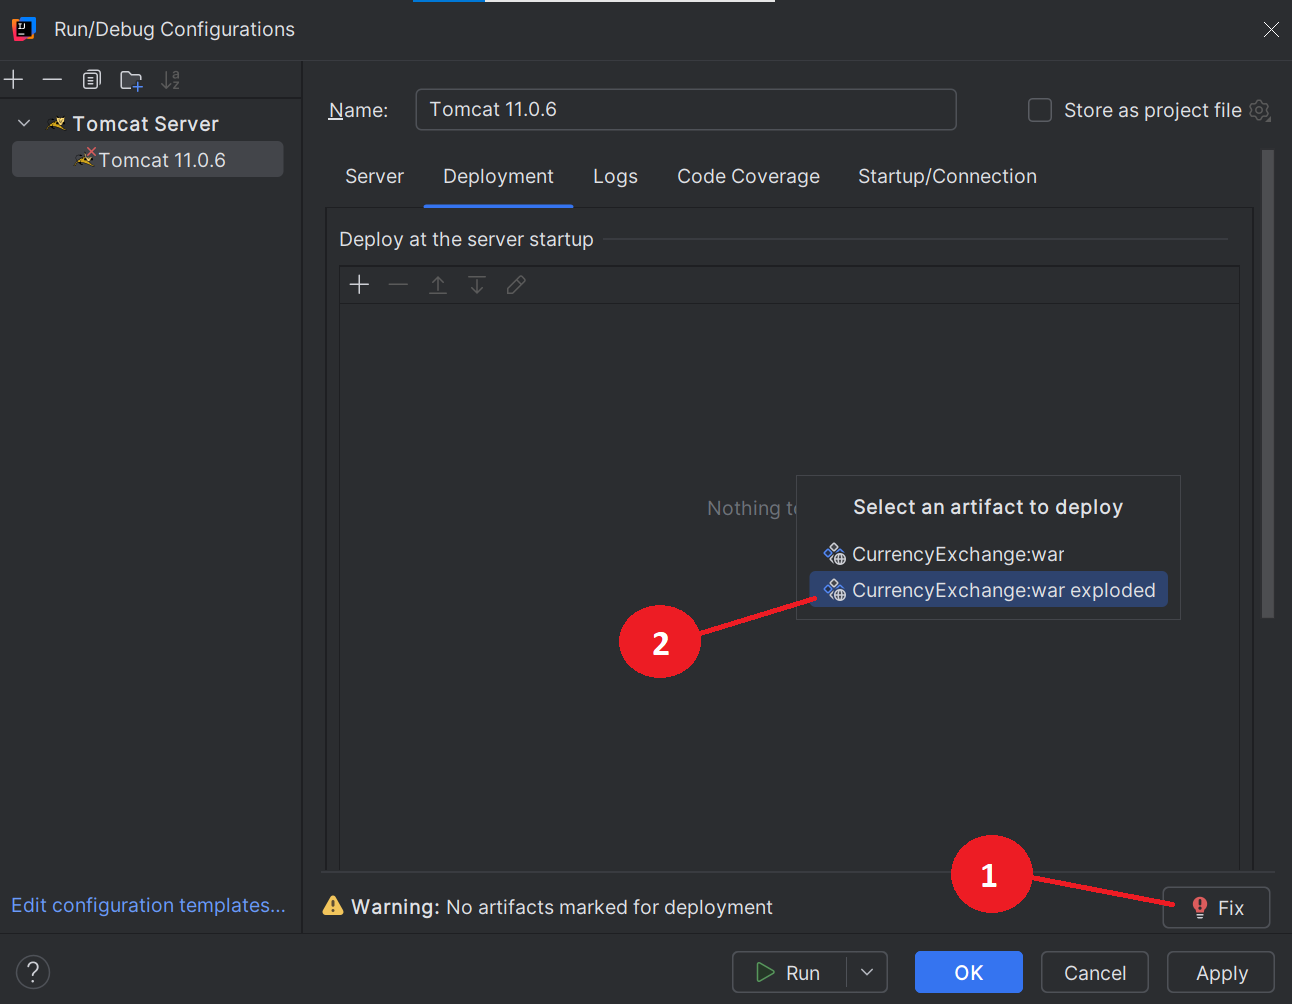 Run/Debug Configurations
Name: Tomcat 11.0.6 Store as project file
Tomcat Server
Tomcat 11.0.6
Server Deployment Logs Code Coverage Startup/Connection
Deploy at the server startup
Nothing
Select an artifact to deploy
CurrencyExchange:war
CurrencyExchange:war exploded
2
1
Edit configuration templates...
Warning: No artifacts marked for deployment
Fix
? Run OK Cancel Apply